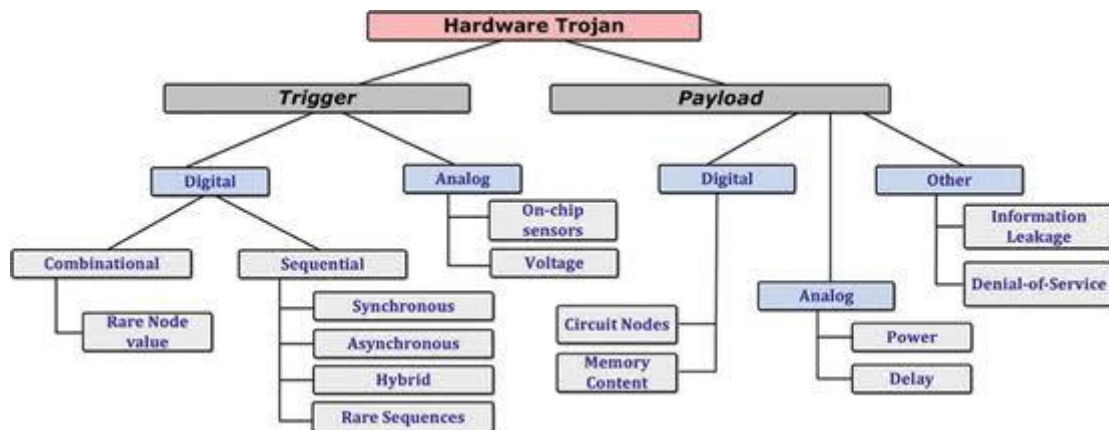 Hardware Trojan
Trigger
Payload
Digital
Analog
Digital
Other
On-chip
sensors
Voltage
Information
Leakage
Denial-of-Service
Combinational
Sequential
Rare Node
value
Synchronous
Asynchronous
Hybrid
Rare Sequences
Circuit Nodes
Memory
Content
Analog
Power
Delay